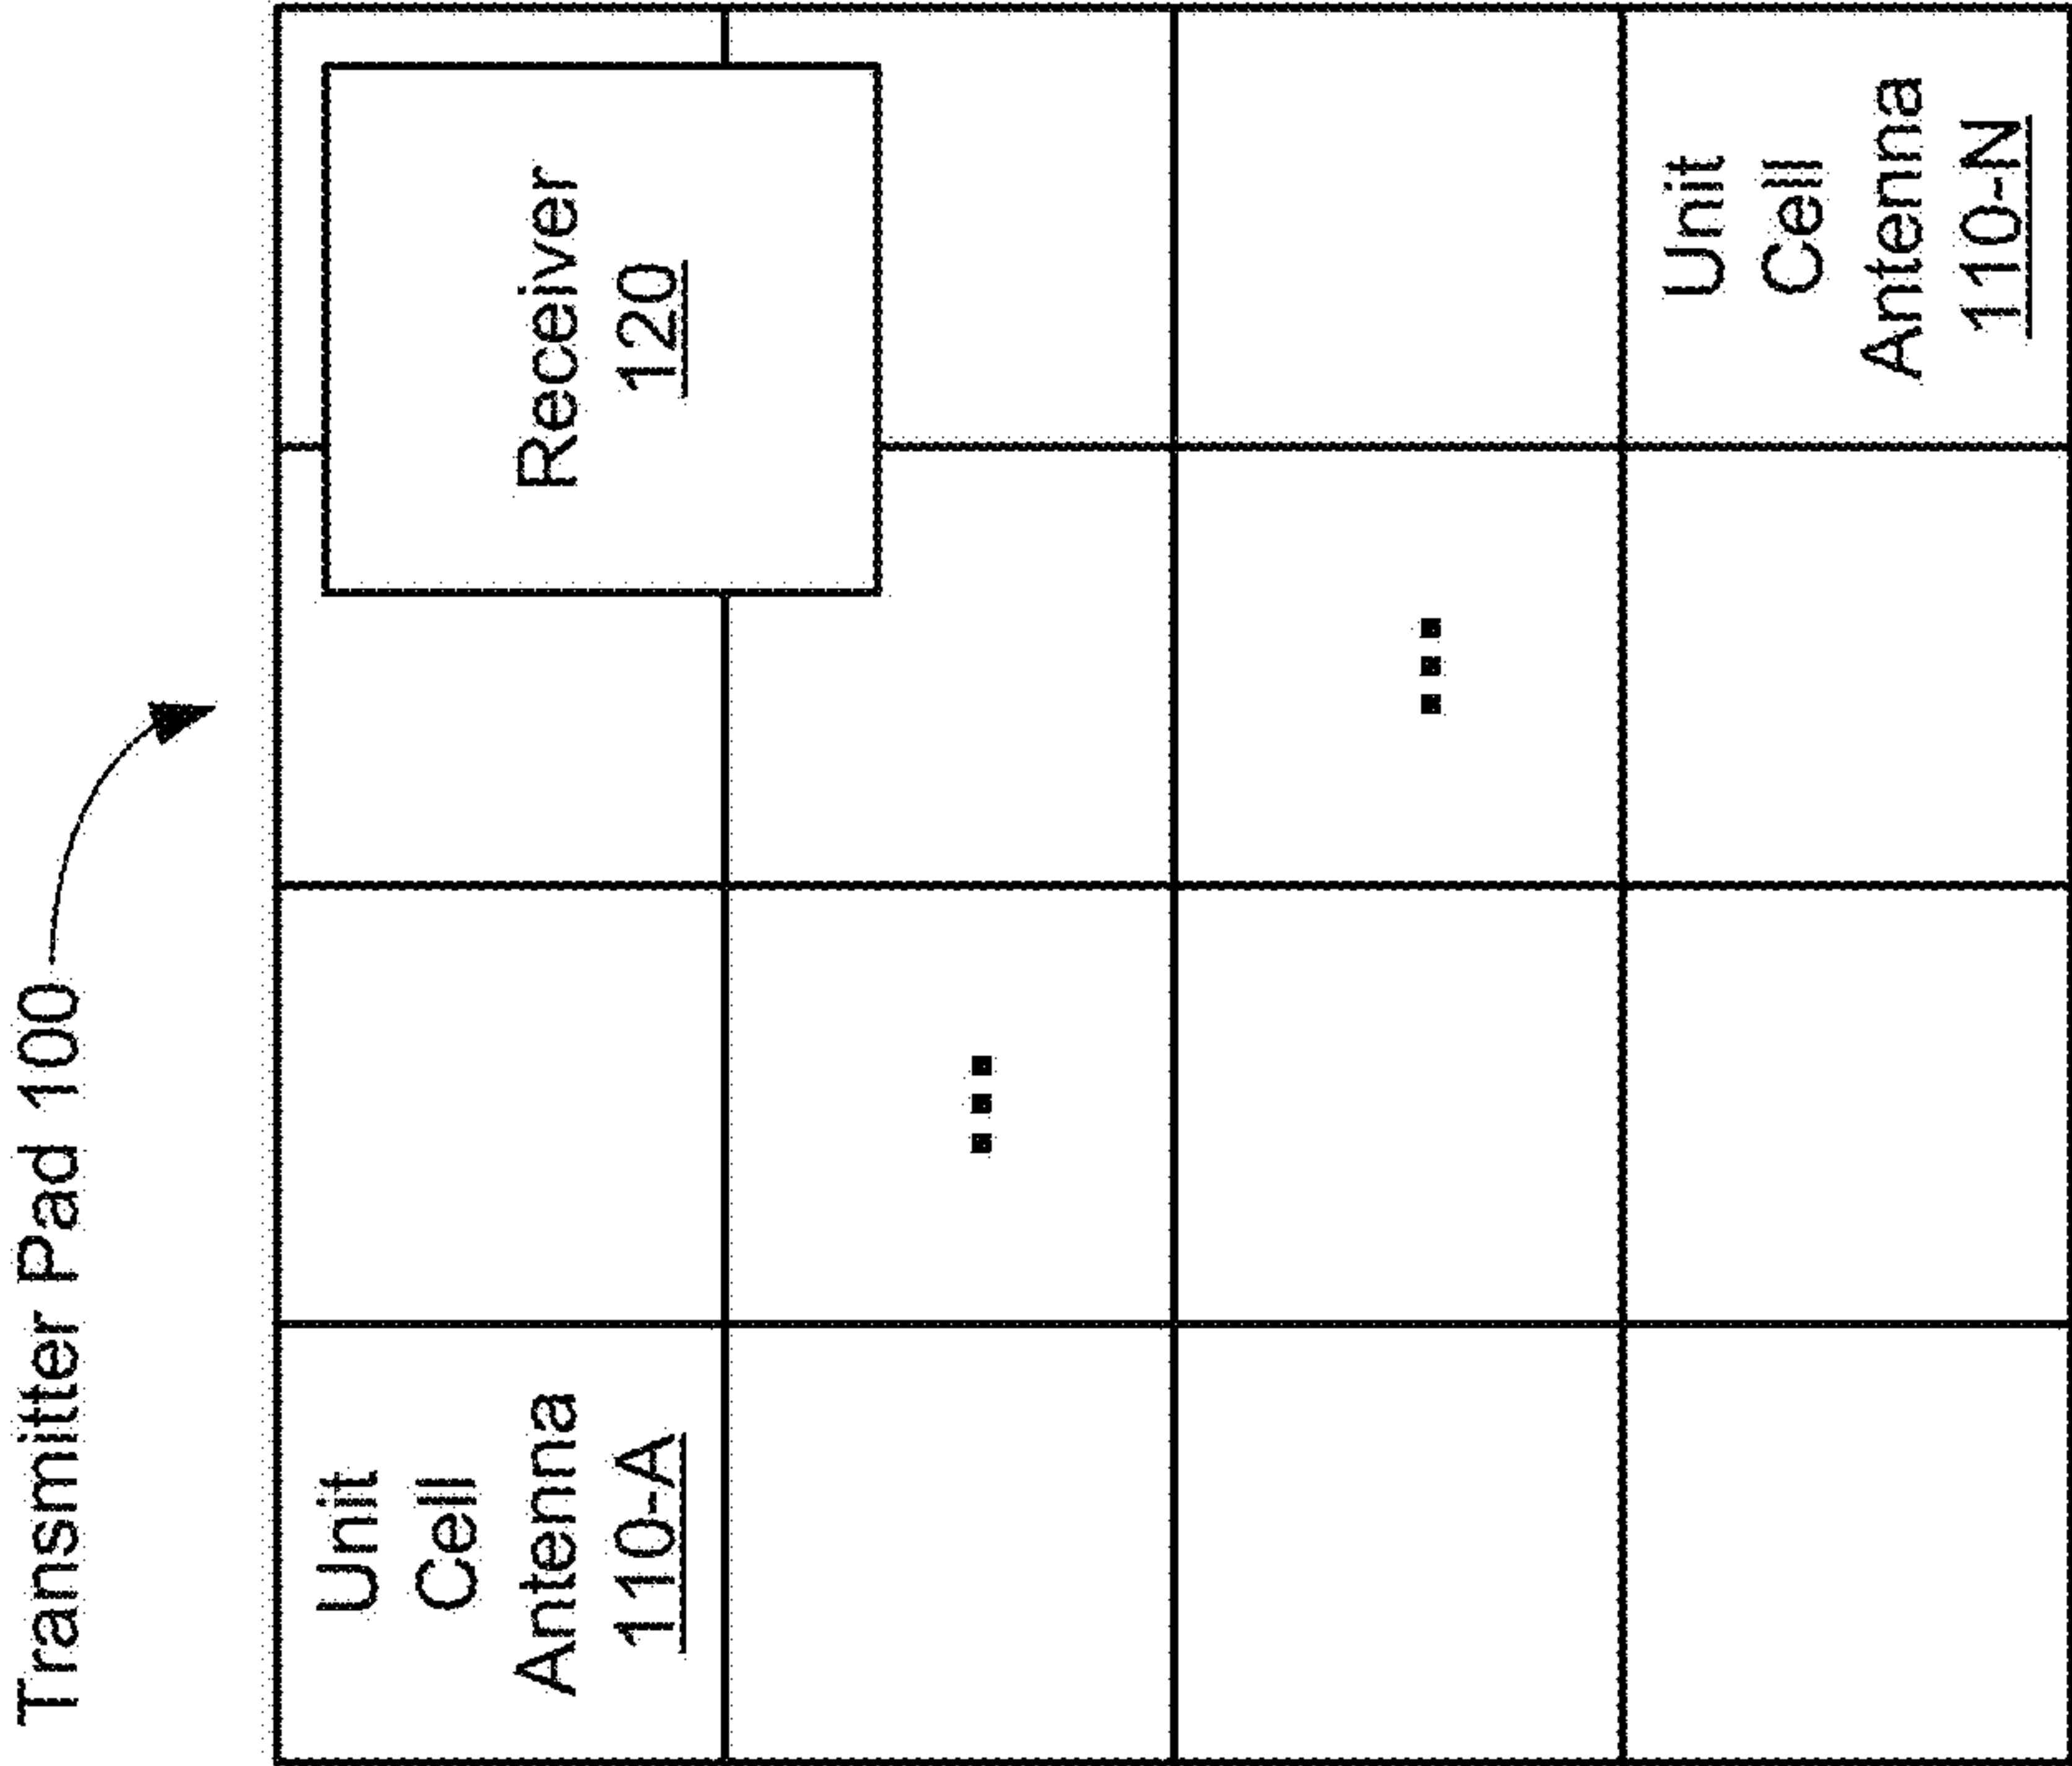 Transmitter Pad 100
Unit
Cell
Antenna
110-A
Receiver
120
Unit
Cell
Antenna
110-N